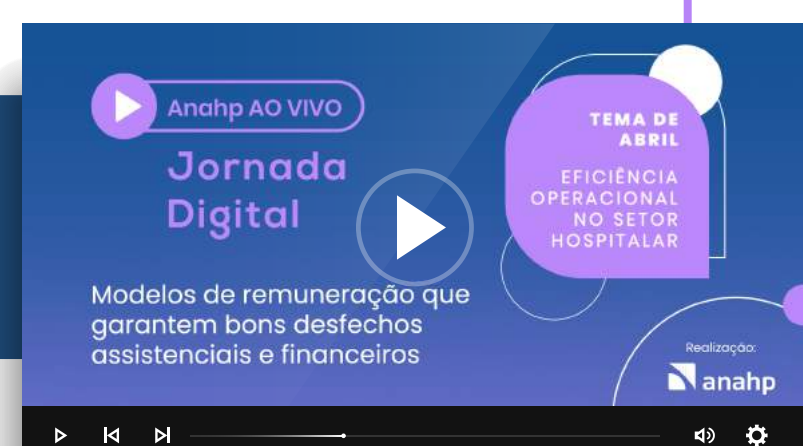 Anahp AO VIVO
Jornada
Digital
Modelos de remuneração que
garantem bons desfechos
assistenciais e financeiros
TEMA DE
ABRIL
EFICIÊNCIA
OPERACIONAL
NO SETOR
HOSPITALAR
Realização:
anahp